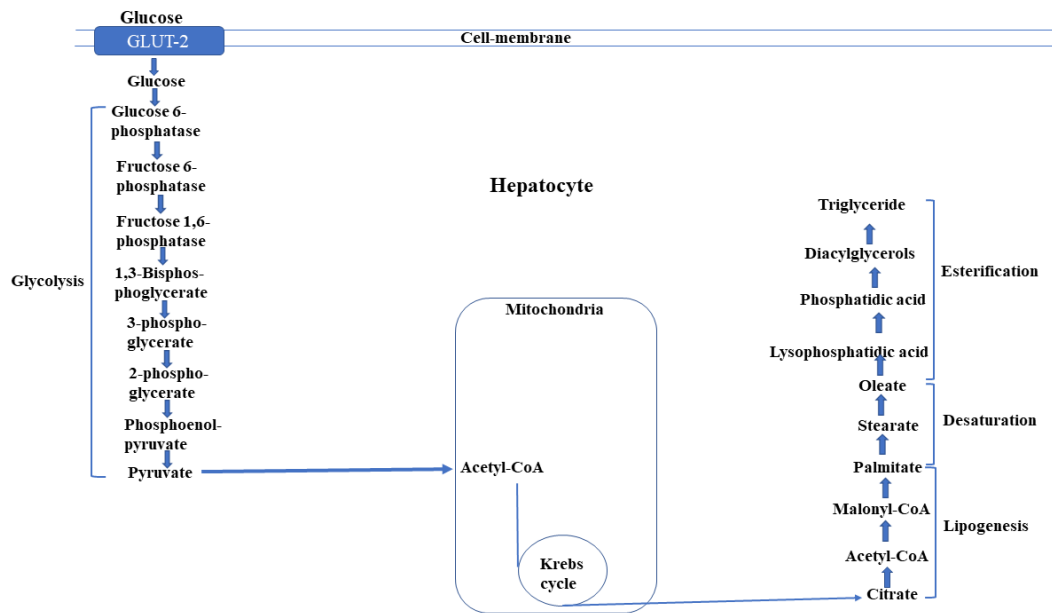 Glucose
GLUT-2
Cell-membrane
Glucose
Glucose 6-
phosphatase
Fructose 6-
phosphatase
Fructose 1,6-
phosphatase
1,3-Bisphos-
phoglycerate
3-phospho-
glycerate
2-phospho-
glycerate
Phosphoenol-
pyruvate
Pyruvate
Glycolysis
Hepatocyte
Mitochondria
Acetyl-CoA
Krebs
cycle
Triglyceride
Diacylglycerols
Phosphatidic acid
Lysophosphatidic acid
Oleate
Stearate
Palmitate
Malonyl-CoA
Acetyl-CoA
Citrate
Esterification
Desaturation
Lipogenesis